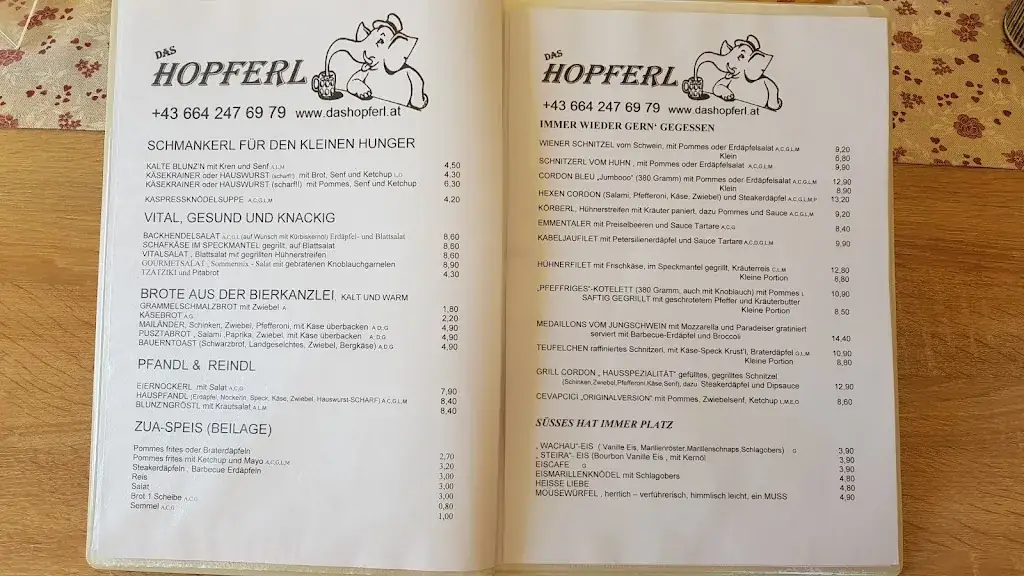 DAS
HOPFERL
+43 664 247 69 79 www.dashopferl.at
SCHMANKERL FÜR DEN KLEINEN HUNGER
KALTE BLUNZ'N mit Kren und Senf A,L,M 4,50
KÄSEKRAINER oder HAUSWURST (scharf!) mit Brot, Senf und Ketchup 4,30
KÄSEKRAINER oder HAUSWURST (scharf!!) mit Pommes, Senf und Ketchup 6,30
KASPRESSKNÖDELSUPPE A,C,G,L 4,20
VITAL, GESUND UND KNACKIG
BACKHENDELSALAT A,C,G,L (auf Wunsch mit Kürbiskernöl) Erdäpfel- und Blattsalat 8,60
SCHAFKÄSE IM SPECKMANTEL gegrillt, auf Blattsalat 8,60
VITALSALAT , Blattsalat mit gegrillten Hühnerstreifen 8,60
GOURMETSALAT , Sommermix - Salat mit gebratenen Knoblauchgarnelen 8,90
TZATZIKI und Pitabrot 4,30
BROTE AUS DER BIERKANZLEI, KALT UND WARM
GRAMMELSCHMALZBROT mit Zwiebel A 1,80
KÄSEBROT A,G 2,20
MAILÄNDER, Schinken, Zwiebel, Pfefferoni, mit Käse überbacken A,D,G 4,90
PUSZTABROT , Salami ,Paprika, Zwiebel, mit Käse überbacken A,D,G 4,90
BAUERNTOAST (Schwarzbrot, Landgeselchtes, Zwiebel, Bergkäse) A,D,G 4,90
PFANDL & REINDL
EIERNOCKERL mit Salat A,C,G 7,90
HAUSPFANDL (Erdäpfel, Nockerln, Speck, Käse, Zwiebel, Hauswurst-SCHARF) A,C,G,L,M 8,40
BLUNZ'NGRÖSTL mit Krautsalat A,L,M 8,40
ZUA-SPEIS (BEILAGE)
Pommes frites oder Braterdäpfeln 2,70
Pommes frites mit Ketchup und Mayo A,C,G,L,M 3,20
Steakerdäpfeln , Barbecue Erdäpfeln 3,00
Reis 3,00
Salat 3,00
Brot 1 Scheibe A,C,G 0,80
Semmel A,C,G 1,00
DAS
HOPFERL
+43 664 247 69 79 www.dashopferl.at
IMMER WIEDER GERN' GEGESSEN
WIENER SCHNITZEL vom Schwein, mit Pommes oder Erdäpfelsalat A,C,G,L,M 9,20
Klein 6,80
SCHNITZERL VOM HUHN , mit Pommes oder Erdäpfelsalat A,C,G,L,M 9,90
CORDON BLEU „Jumbooo" (380 Gramm) mit Pommes oder Erdäpfelsalat A,C,G,L,M 12,90
Klein 8,90
HEXEN CORDON (Salami, Pfefferoni, Käse, Zwiebel) und Steakerdäpfel A,C,G,L,M,P 13,20
KÖRBERL, Hühnerstreifen mit Kräuter paniert, dazu Pommes und Sauce A,C,G,L,M 9,20
EMMENTALER mit Preiselbeeren und Sauce Tartare A,C,G 8,40
KABELJAUFILET mit Petersilienerdäpfel und Sauce Tartare A,C,D,G,L,M 9,90
HÜHNERFILET mit Frischkäse, im Speckmantel gegrillt, Kräuterreis C,L,M 12,80
Kleine Portion 8,80
„PFEFFRIGES"-KOTELETT (380 Gramm, auch mit Knoblauch) mit Pommes L 10,90
SAFTIG GEGRILLT mit geschrotetem Pfeffer und Kräuterbutter
Kleine Portion 8,50
MEDAILLONS VOM JUNGSCHWEIN mit Mozzarella und Paradeiser gratiniert
serviert mit Barbecue-Erdäpfel und Broccoli 14,40
TEUFELCHEN raffiniertes Schnitzerl, mit Käse-Speck Krust'l, Braterdäpfel G,L,M 10,90
Kleine Portion 8,80
GRILL CORDON „ HAUSSPEZIALITÄT" gefülltes, gegrilltes Schnitzel
(Schinken,Zwiebel,Pfefferoni,Käse,Senf), dazu Steakerdäpfel und Dipsauce 12,90
CEVAPCICI „ORIGINALVERSION" mit Pommes, Zwiebelsenf, Ketchup L,M,E,O 8,60
SÜSSES HAT IMMER PLATZ
„ WACHAU"-EIS ( Vanille Eis, Marillenröster,Marillenschnaps,Schlagobers) G 3,90
„ STEIRA"- EIS (Bourbon Vanille Eis , mit Kernöl 3,90
EISCAFE G 3,90
EISMARILLENKNÖDEL mit Schlagobers 4,80
HEISSE LIEBE 4,80
MOUSEWÜRFEL , herrlich – verführerisch, himmlisch leicht, ein MUSS 4,90